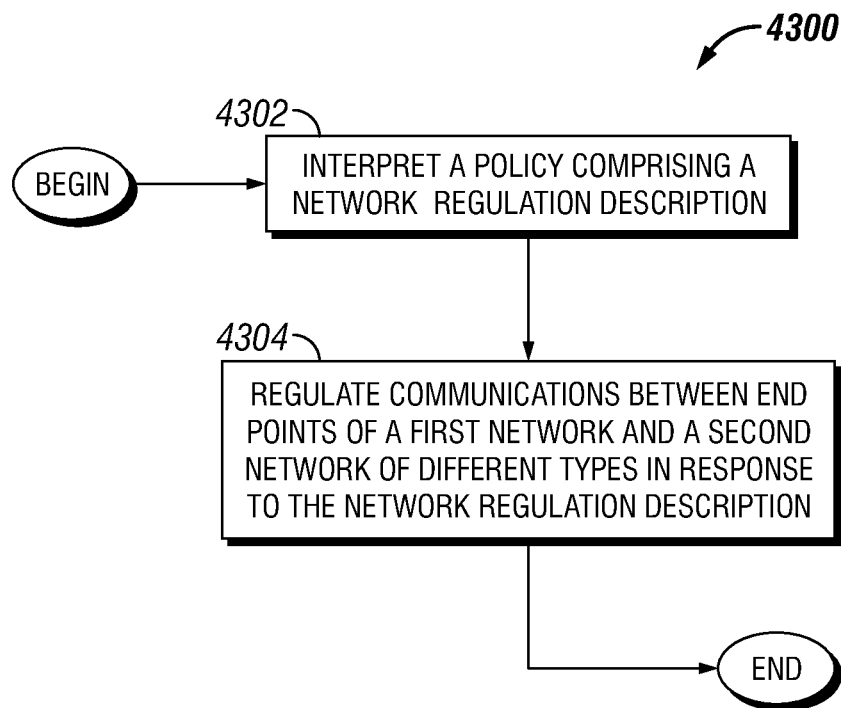 4300
4302
BEGIN
INTERPRET A POLICY COMPRISING A
NETWORK REGULATION DESCRIPTION
4304
REGULATE COMMUNICATIONS BETWEEN END
POINTS OF A FIRST NETWORK AND A SECOND
NETWORK OF DIFFERENT TYPES IN RESPONSE
TO THE NETWORK REGULATION DESCRIPTION
END